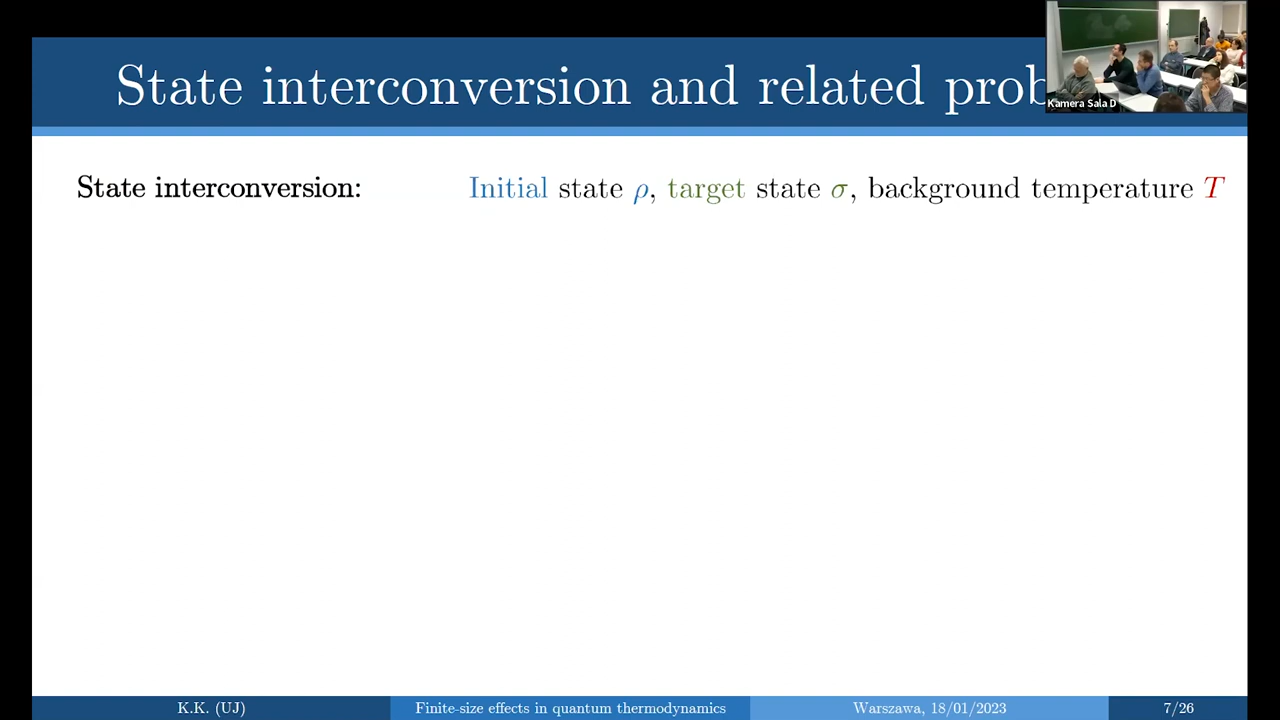 State interconversion and related prob
Kamera Sala D
State interconversion: Initial state ρ, target state σ, background temperature T
K.K. (UJ) Finite-size effects in quantum thermodynamics Warszawa, 18/01/2023 7/26